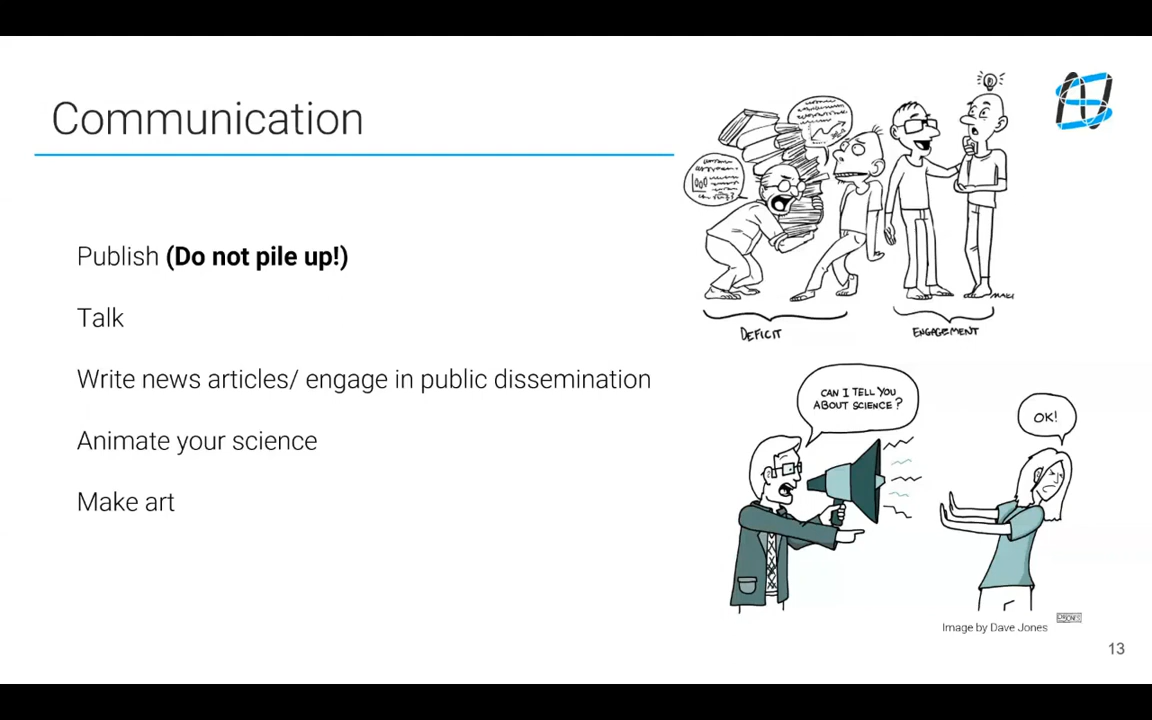 Communication
Publish (Do not pile up!)
Talk
Write news articles/ engage in public dissemination
Animate your science
Make art
DEFICIT
ENGAGEMENT
CAN I TELL YOU
ABOUT SCIENCE?
OK!
Image by Dave Jones
13